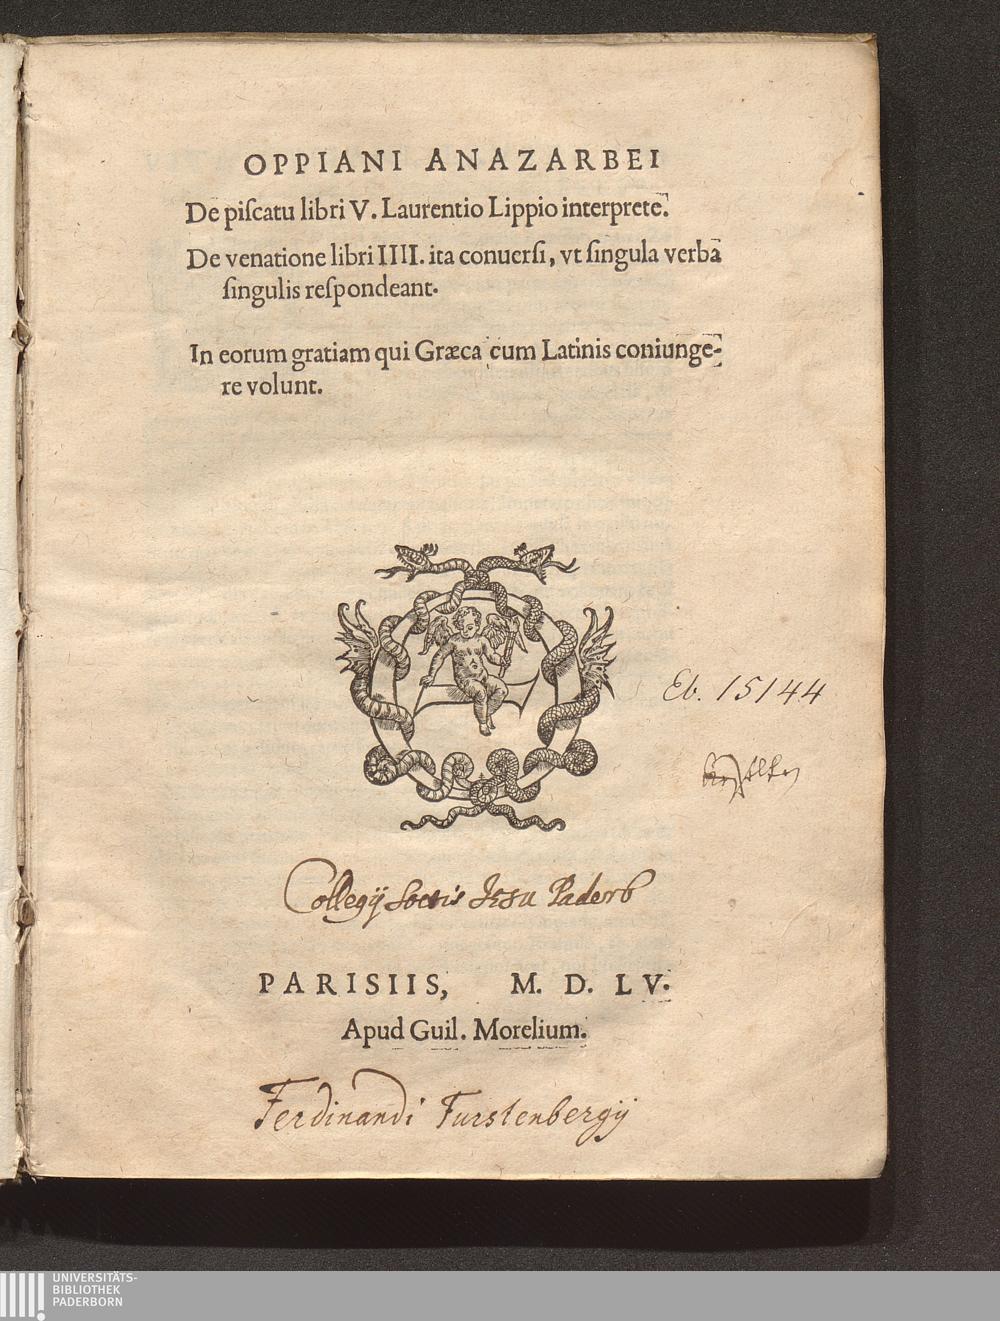 OPPIANI ANAZARBEI
De piſcatu libri V. Laurentio Lippio interprete.
De venatione libri IIII. ita conuerſi, vt ſingula verba
ſingulis reſpondeant.
In eorum gratiam qui Græca cum Latinis coniunge-
re volunt.
Eb. 15144
Collegij Soctis Jesu Paderb
PARISIIS, M. D. LV.
Apud Guil. Morelium.
Ferdinandi Furstenbergij
UNIVERSITÄTS-
BIBLIOTHEK
PADERBORN